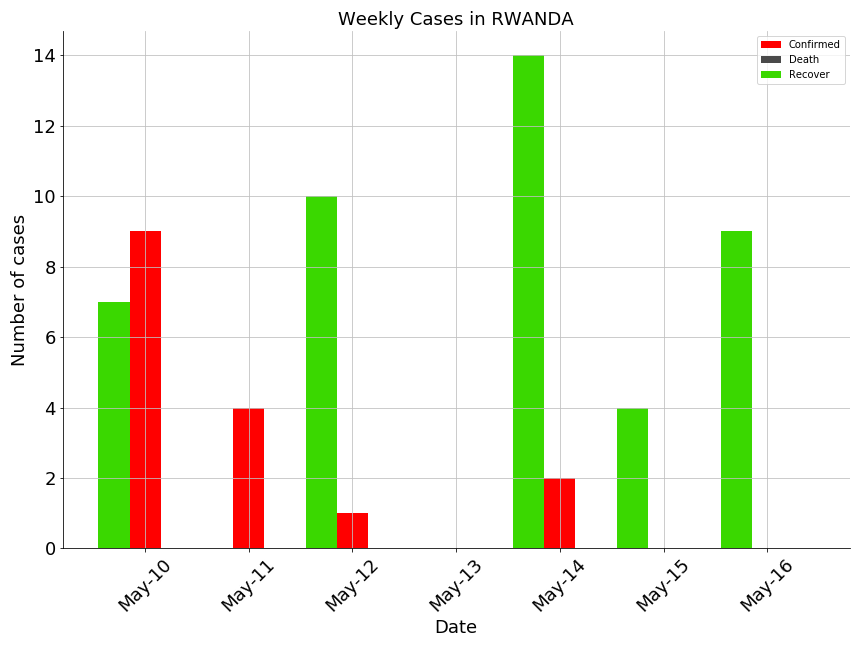 Weekly Cases in RWANDA
Confirmed
Death
Recover
Number of cases
14
12
10
8
6
4
2
0
May-10
May-11
May-12
May-13
May-14
May-15
May-16
Date